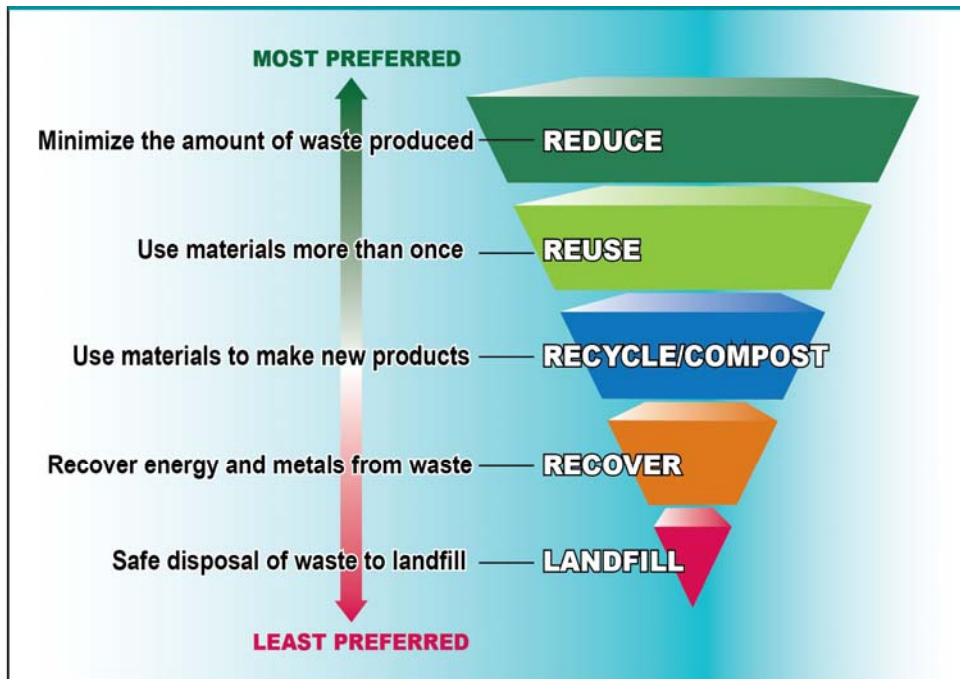 MOST PREFERRED
Minimize the amount of waste produced
REDUCE
Use materials more than once
REUSE
Use materials to make new products
RECYCLE/COMPOST
Recover energy and metals from waste
RECOVER
Safe disposal of waste to landfill
LANDFILL
LEAST PREFERRED